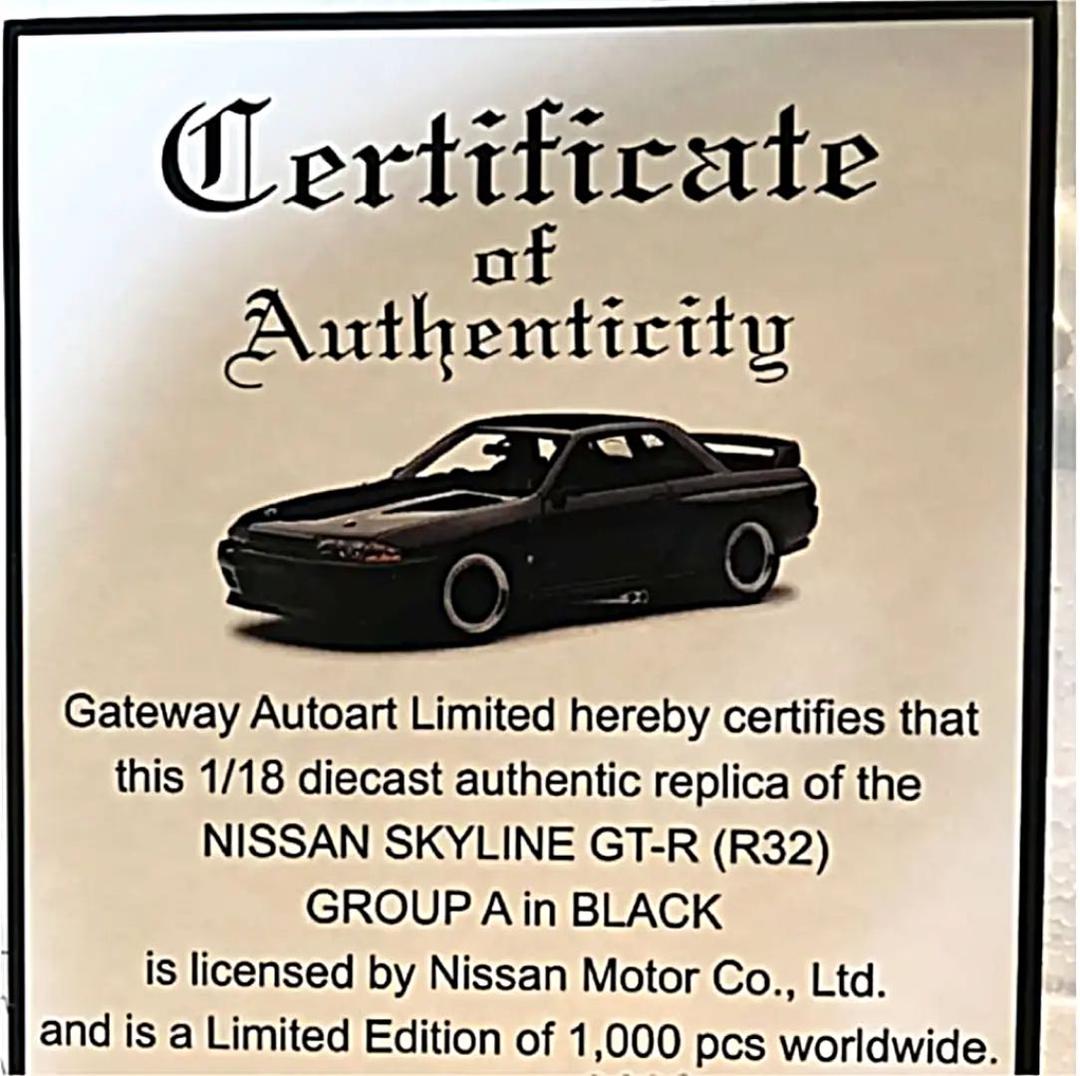 Certificate
of
Authenticity
Gateway Autoart Limited hereby certifies that
this 1/18 diecast authentic replica of the
NISSAN SKYLINE GT-R (R32)
GROUP A in BLACK
is licensed by Nissan Motor Co., Ltd.
and is a Limited Edition of 1,000 pcs worldwide.